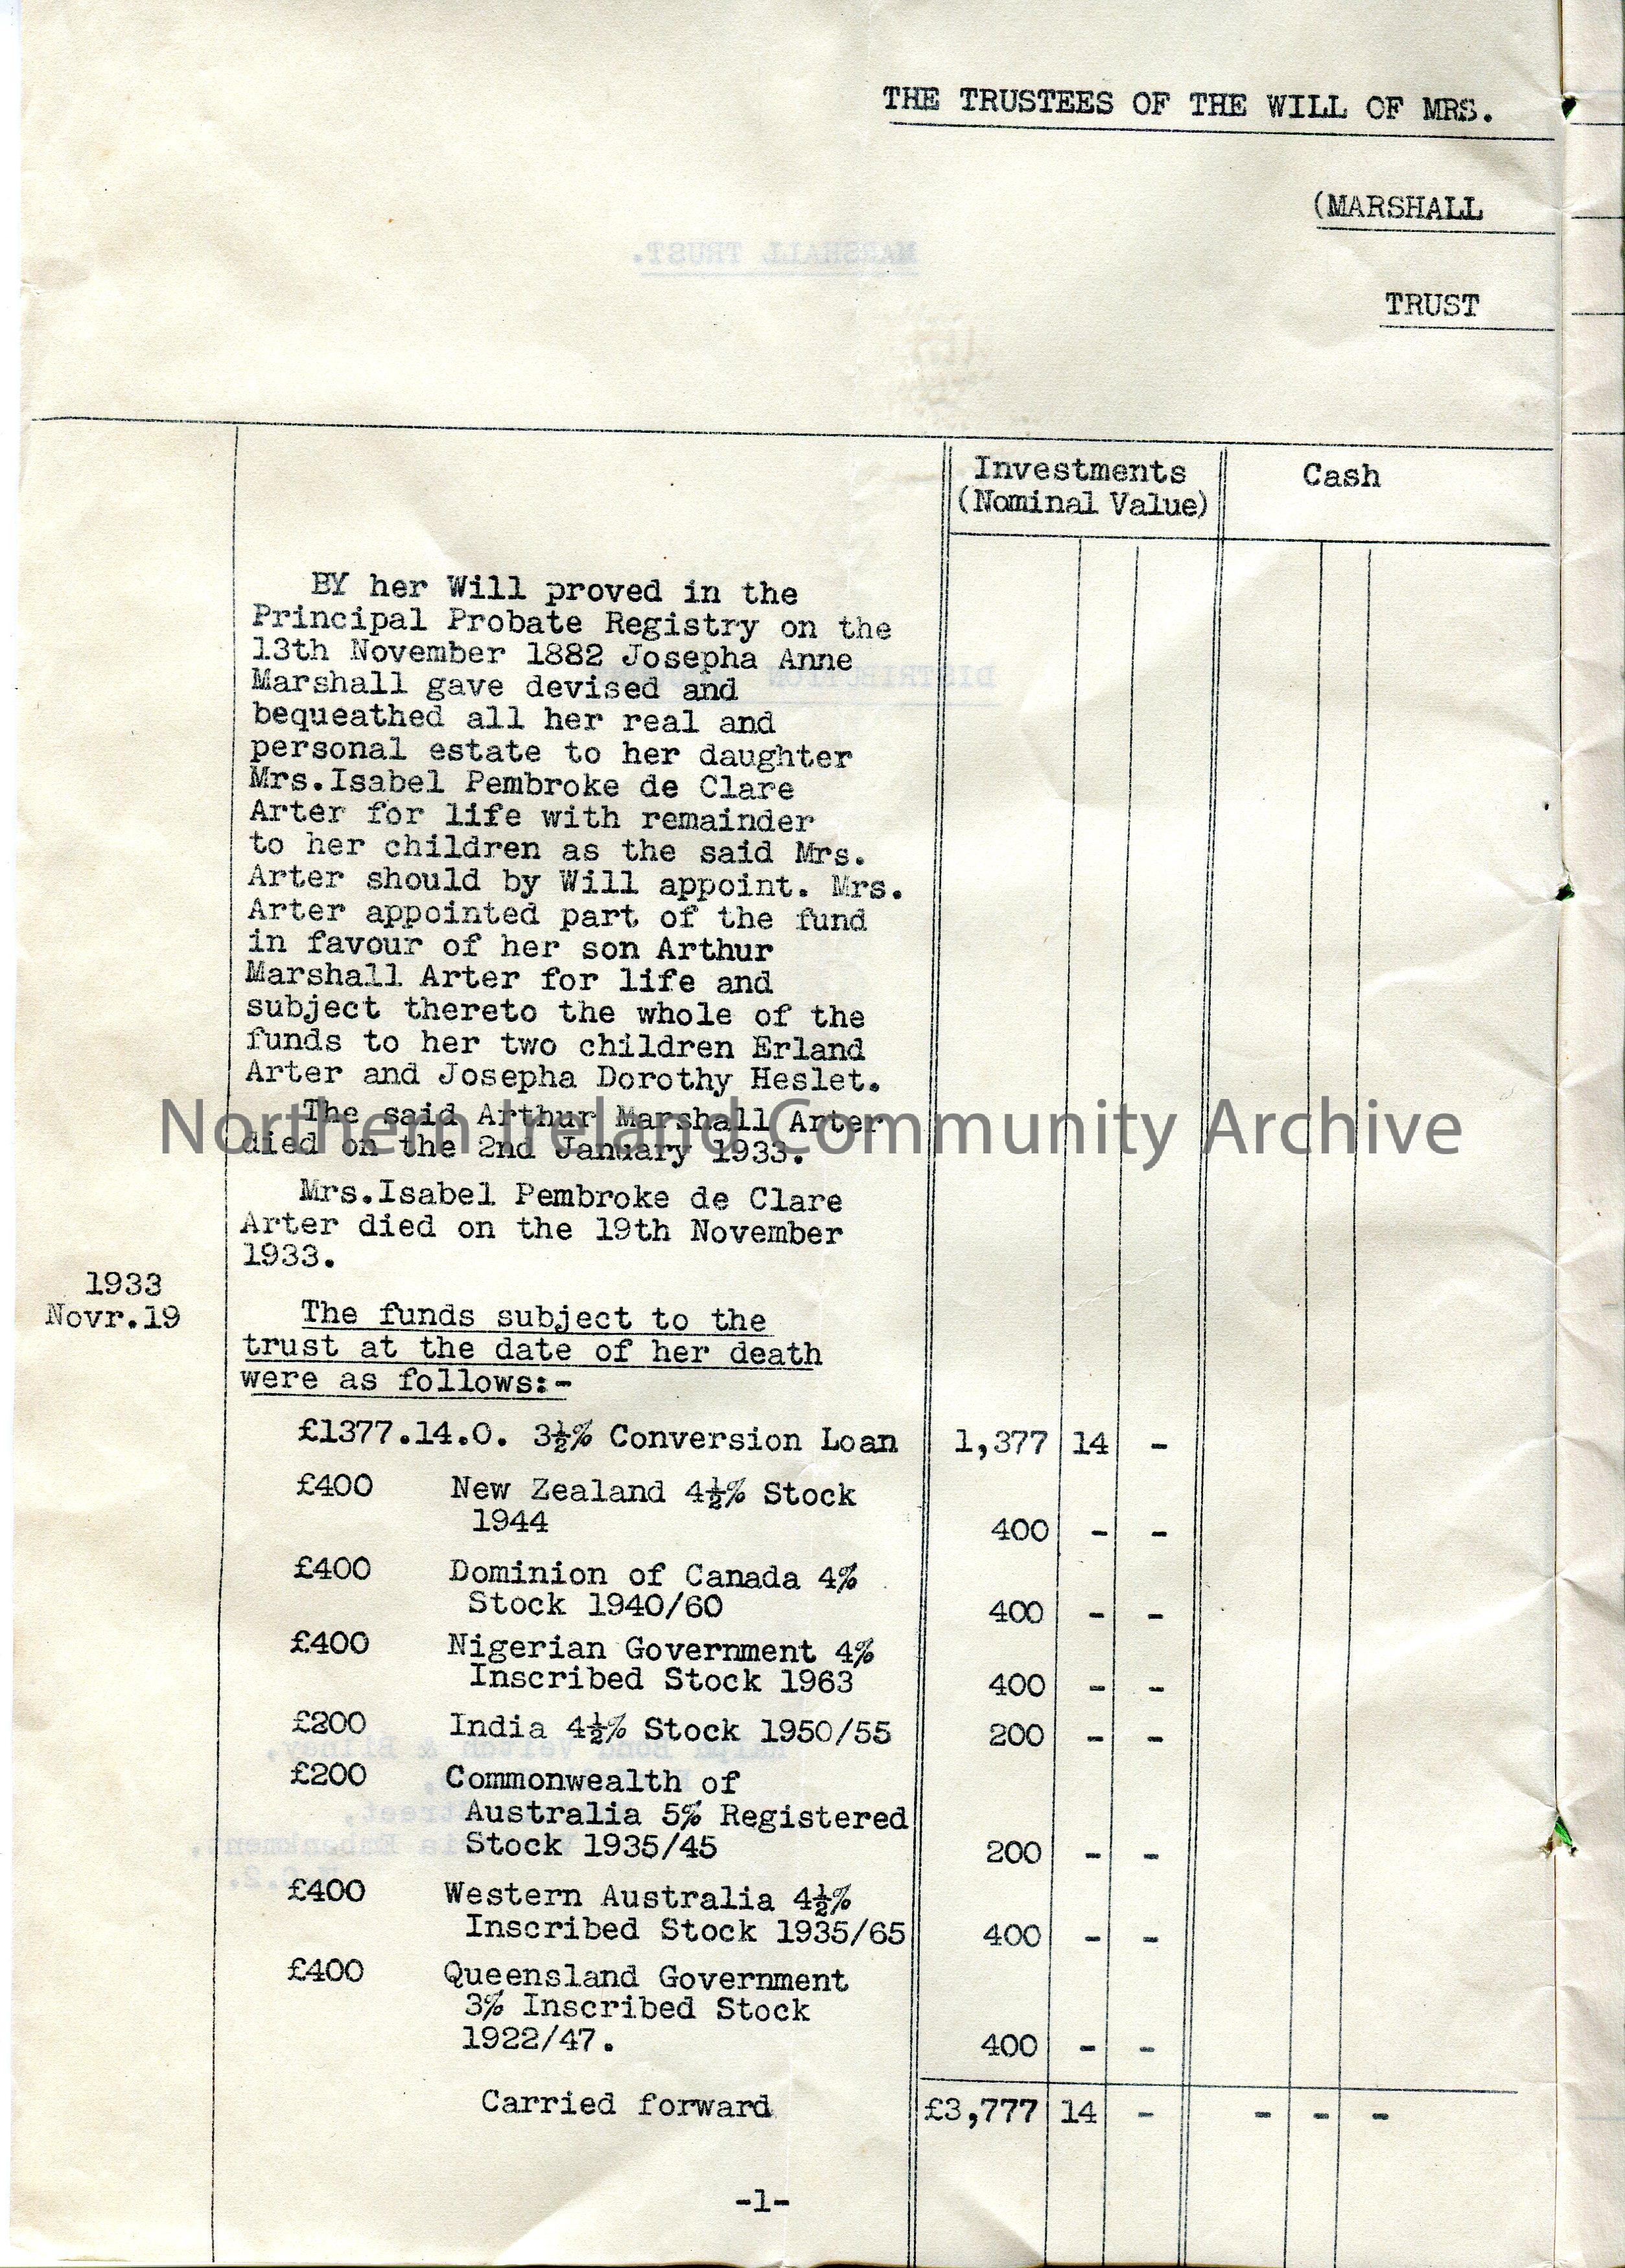 THE TRUSTEES OF THE WILL OF MRS.
(MARSHALL
TRUST
Investments
(Nominal Value)
Cash
BY her Will proved in the
Principal Probate Registry on the
13th November 1882 Josepha Anne
Marshall gave devised and
bequeathed all her real and
personal estate to her daughter
Mrs.Isabel Pembroke de Clare
Arter for life with remainder
to her children as the said Mrs.
Arter should by Will appoint. Mrs.
Arter appointed part of the fund
in favour of her son Arthur
Marshall Arter for life and
subject thereto the whole of the
funds to her two children Erland
Arter and Josepha Dorothy Heslet.
The said Arthur Marshall Arter
died on the 2nd January 1933.
Northern Ireland Community Archive
Mrs.Isabel Pembroke de Clare
Arter died on the 19th November
1933.
1933
Novr.19
The funds subject to the
trust at the date of her death
were as follows:-
£1377.14.0. 3½% Conversion Loan 1,377 14 -
£400 New Zealand 4½% Stock
1944 400 - -
£400 Dominion of Canada 4%
Stock 1940/60 400 - -
£400 Nigerian Government 4%
Inscribed Stock 1963 400 - -
£200 India 4½% Stock 1950/55 200 - -
£200 Commonwealth of
Australia 5% Registered
Stock 1935/45 200 - -
£400 Western Australia 4½%
Inscribed Stock 1935/65 400 - -
£400 Queensland Government
3% Inscribed Stock
1922/47. 400 - -
Carried forward £3,777 14 - - - -
-1-